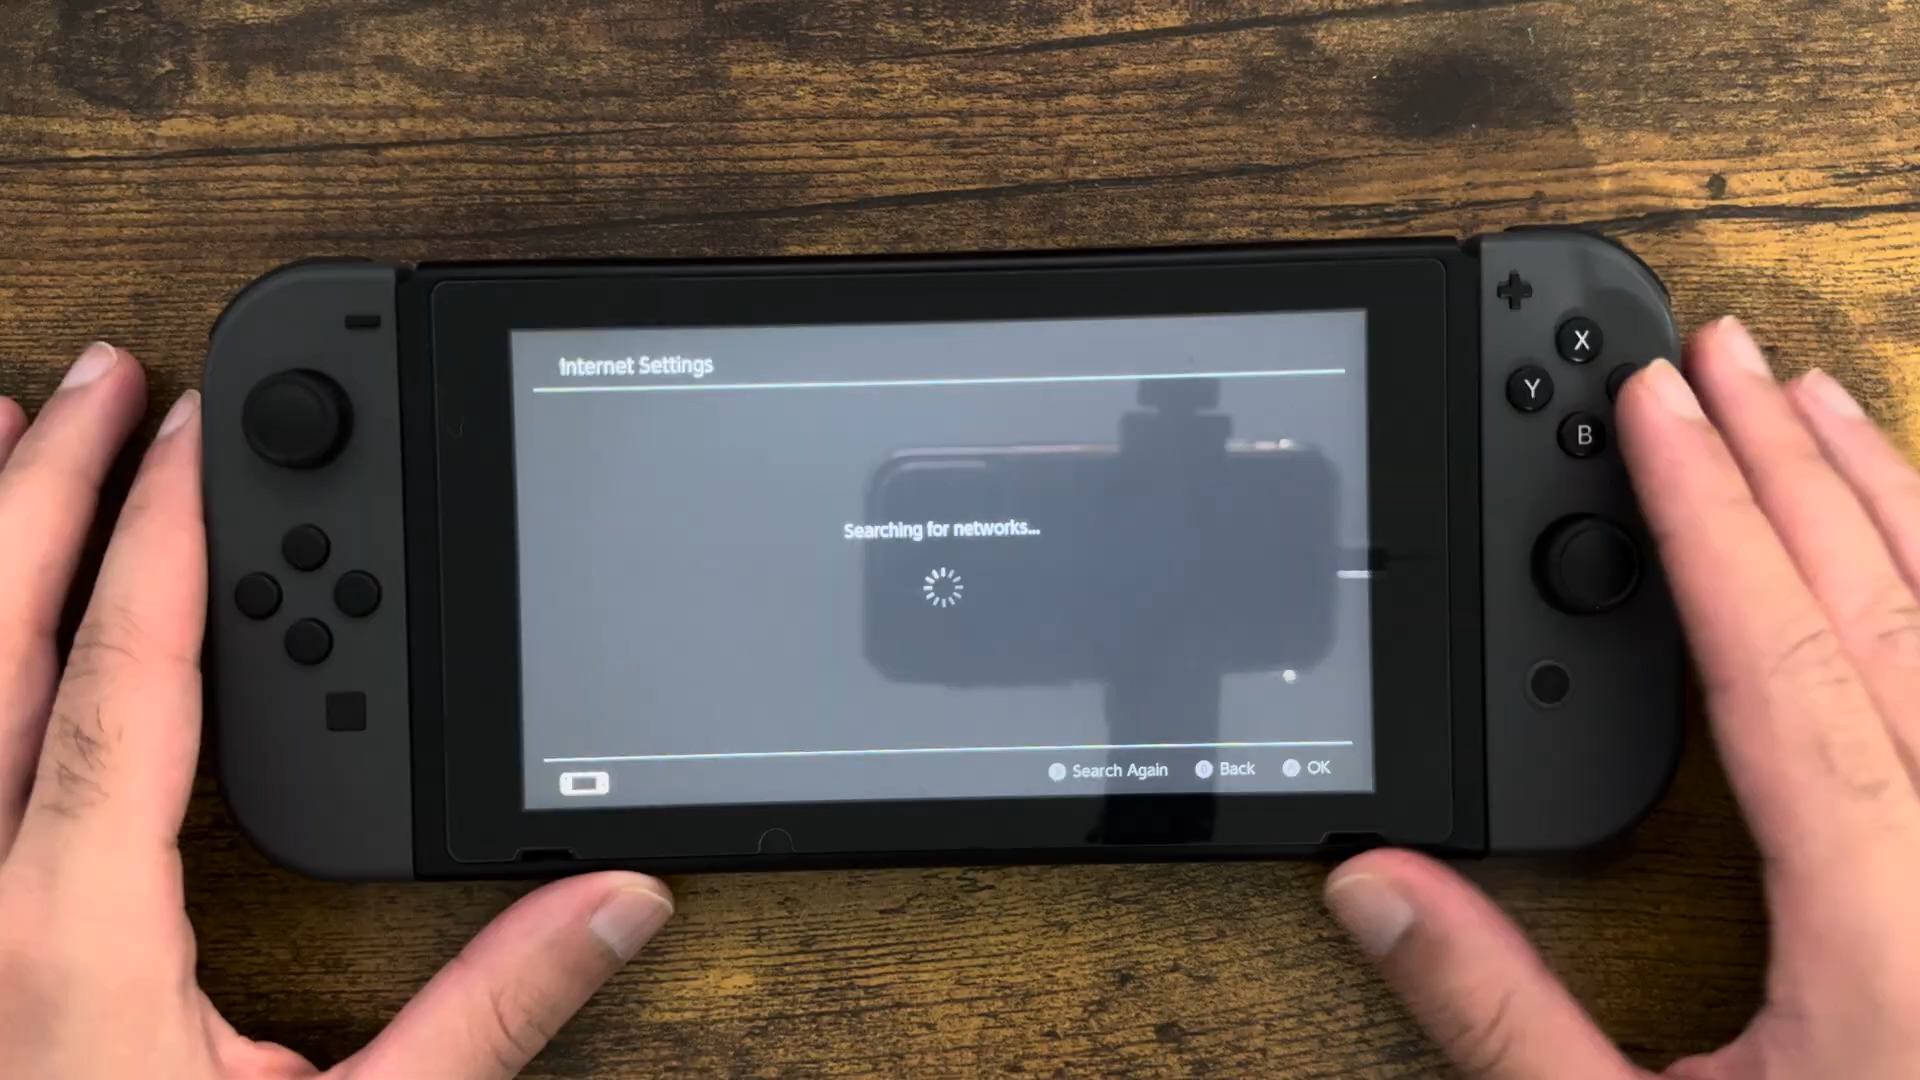 Internet Settings
X
Y
B
Searching for networks...
Search Again Back OK